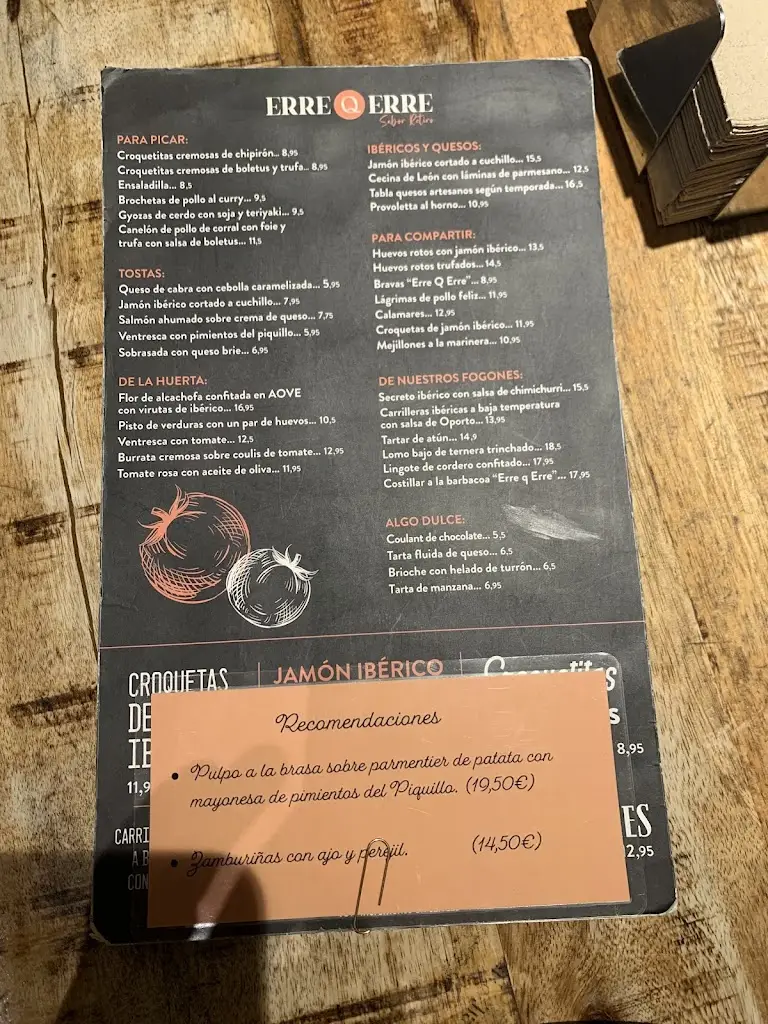 ERRE Q ERRE
Sabor Retiro
PARA PICAR:
Croquetitas cremosas de chipirón... 8,95
Croquetitas cremosas de boletus y trufa.. 8,95
Ensaladilla... 8,5
Brochetas de pollo al curry... 9,5
Gyozas de cerdo con soja y teriyaki... 9,5
Canelón de pollo de corral con foie y
trufa con salsa de boletus... 11,5
TOSTAS:
Queso de cabra con cebolla caramelizada... 5,95
Jamón ibérico cortado a cuchillo... 7,95
Salmón ahumado sobre crema de queso... 7,75
Ventresca con pimientos del piquillo... 5,95
Sobrasada con queso brie... 6,95
DE LA HUERTA:
Flor de alcachofa confitada en AOVE
con virutas de ibérico... 16,95
Pisto de verduras con un par de huevos... 10,5
Ventresca con tomate... 12,5
Burrata cremosa sobre coulis de tomate... 12,95
Tomate rosa con aceite de oliva... 11,95
IBÉRICOS Y QUESOS:
Jamón ibérico cortado a cuchillo... 15,5
Cecina de León con láminas de parmesano... 12,5
Tabla quesos artesanos según temporada... 16,5
Provoletta al horno... 10,95
PARA COMPARTIR:
Huevos rotos con jamón ibérico... 13,5
Huevos rotos trufados... 14,5
Bravas "Erre Q Erre"... 8,95
Lágrimas de pollo feliz... 11,95
Calamares... 12,95
Croquetas de jamón ibérico... 11,95
Mejillones a la marinera... 10,95
DE NUESTROS FOGONES:
Secreto ibérico con salsa de chimichurri... 15,5
Carrilleras ibéricas a baja temperatura
con salsa de Oporto... 13,95
Tartar de atún... 14,9
Lomo bajo de ternera trinchado... 18,5
Lingote de cordero confitado... 17,95
Costillar a la barbacoa "Erre q Erre"... 17,95
ALGO DULCE:
Coulant de chocolate... 5,5
Tarta fluida de queso... 6,5
Brioche con helado de turrón... 6,5
Tarta de manzana... 6,95
CROQUETAS
DE
IB
11,9
JAMÓN IBÉRICO
Croquetitas
s
8,95
CARRI
A B
CON
ES
2,95
Recomendaciones
• Pulpo a la brasa sobre parmentier de patata con
mayonesa de pimientos del Piquillo. (19,50€)
• Zamburiñas con ajo y perejil. (14,50€)